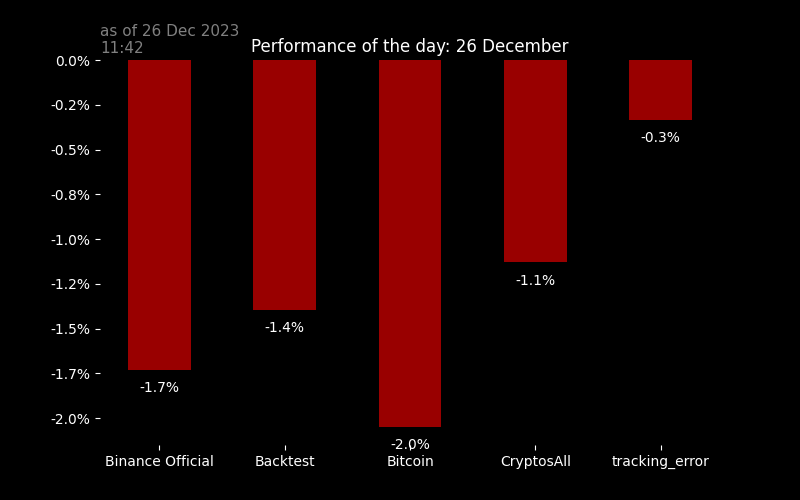 as of 26 Dec 2023
11:42
Performance of the day: 26 December
0.0%
-0.2%
-0.5%
-0.8%
-1.0%
-1.2%
-1.5%
-1.7%
-2.0%
-1.7%
-1.4%
-2.0%
-1.1%
-0.3%
Binance Official
Backtest
Bitcoin
CryptosAll
tracking_error